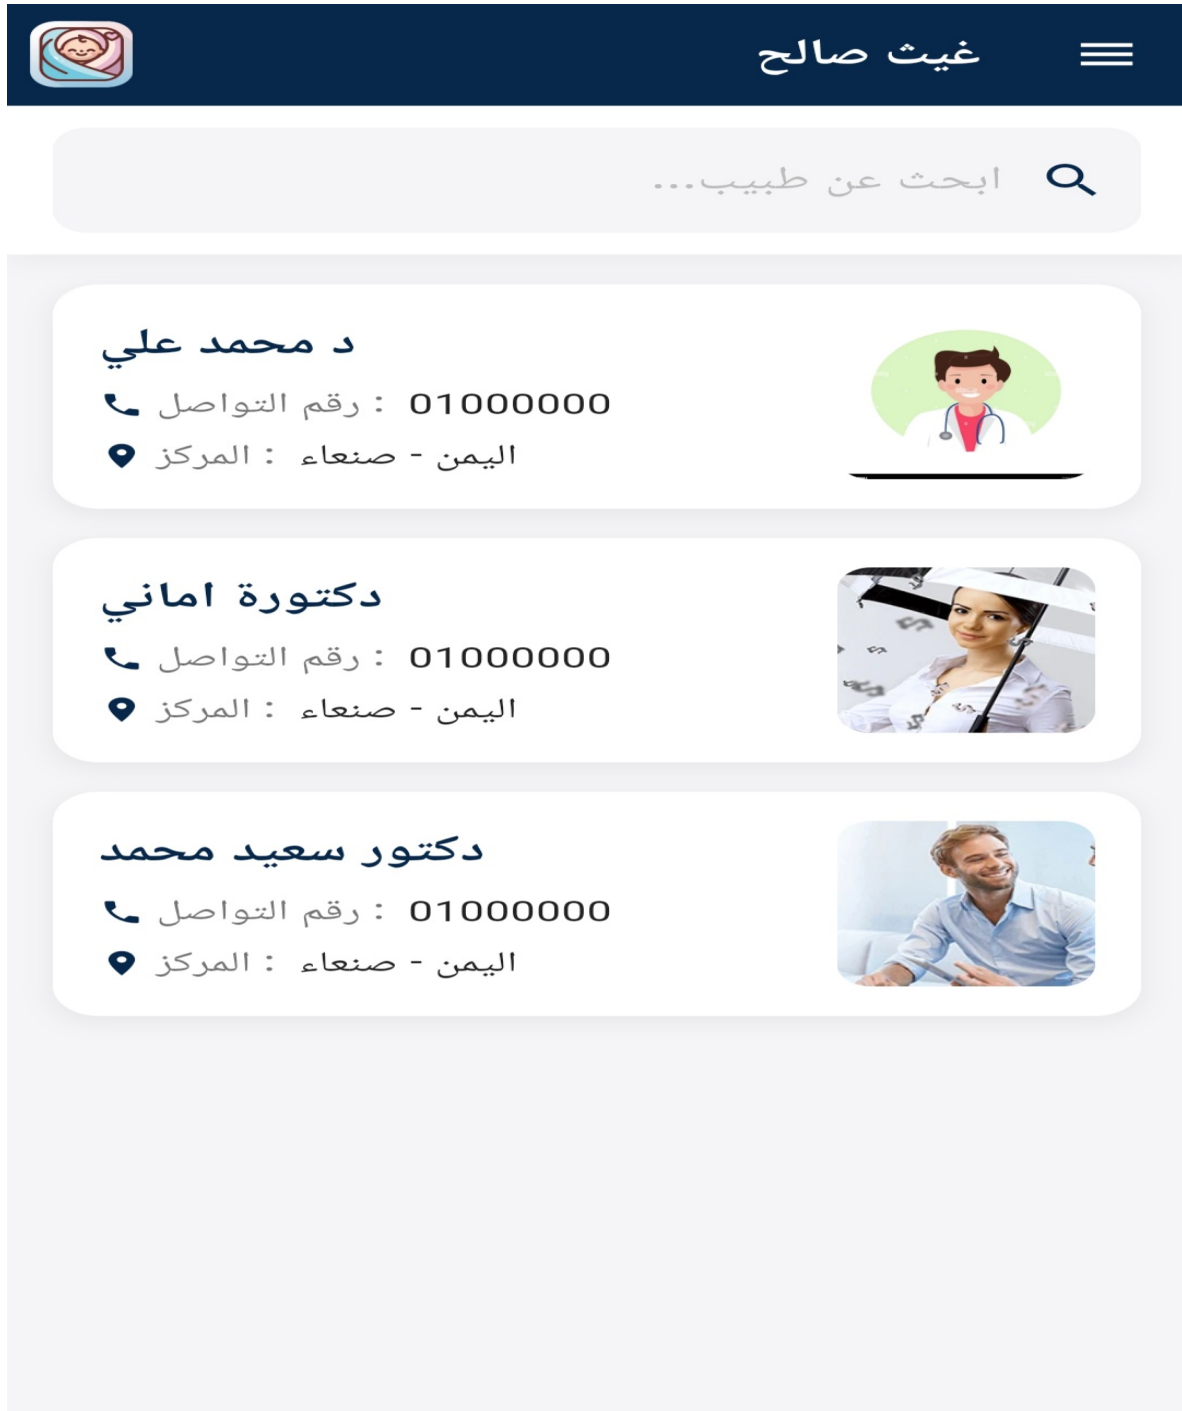 غيث صالح
ابحث عن طبيب...
د محمد علي
رقم التواصل : 01000000
المركز : اليمن - صنعاء
دكتورة اماني
رقم التواصل : 01000000
المركز : اليمن - صنعاء
دكتور سعيد محمد
رقم التواصل : 01000000
المركز : اليمن - صنعاء